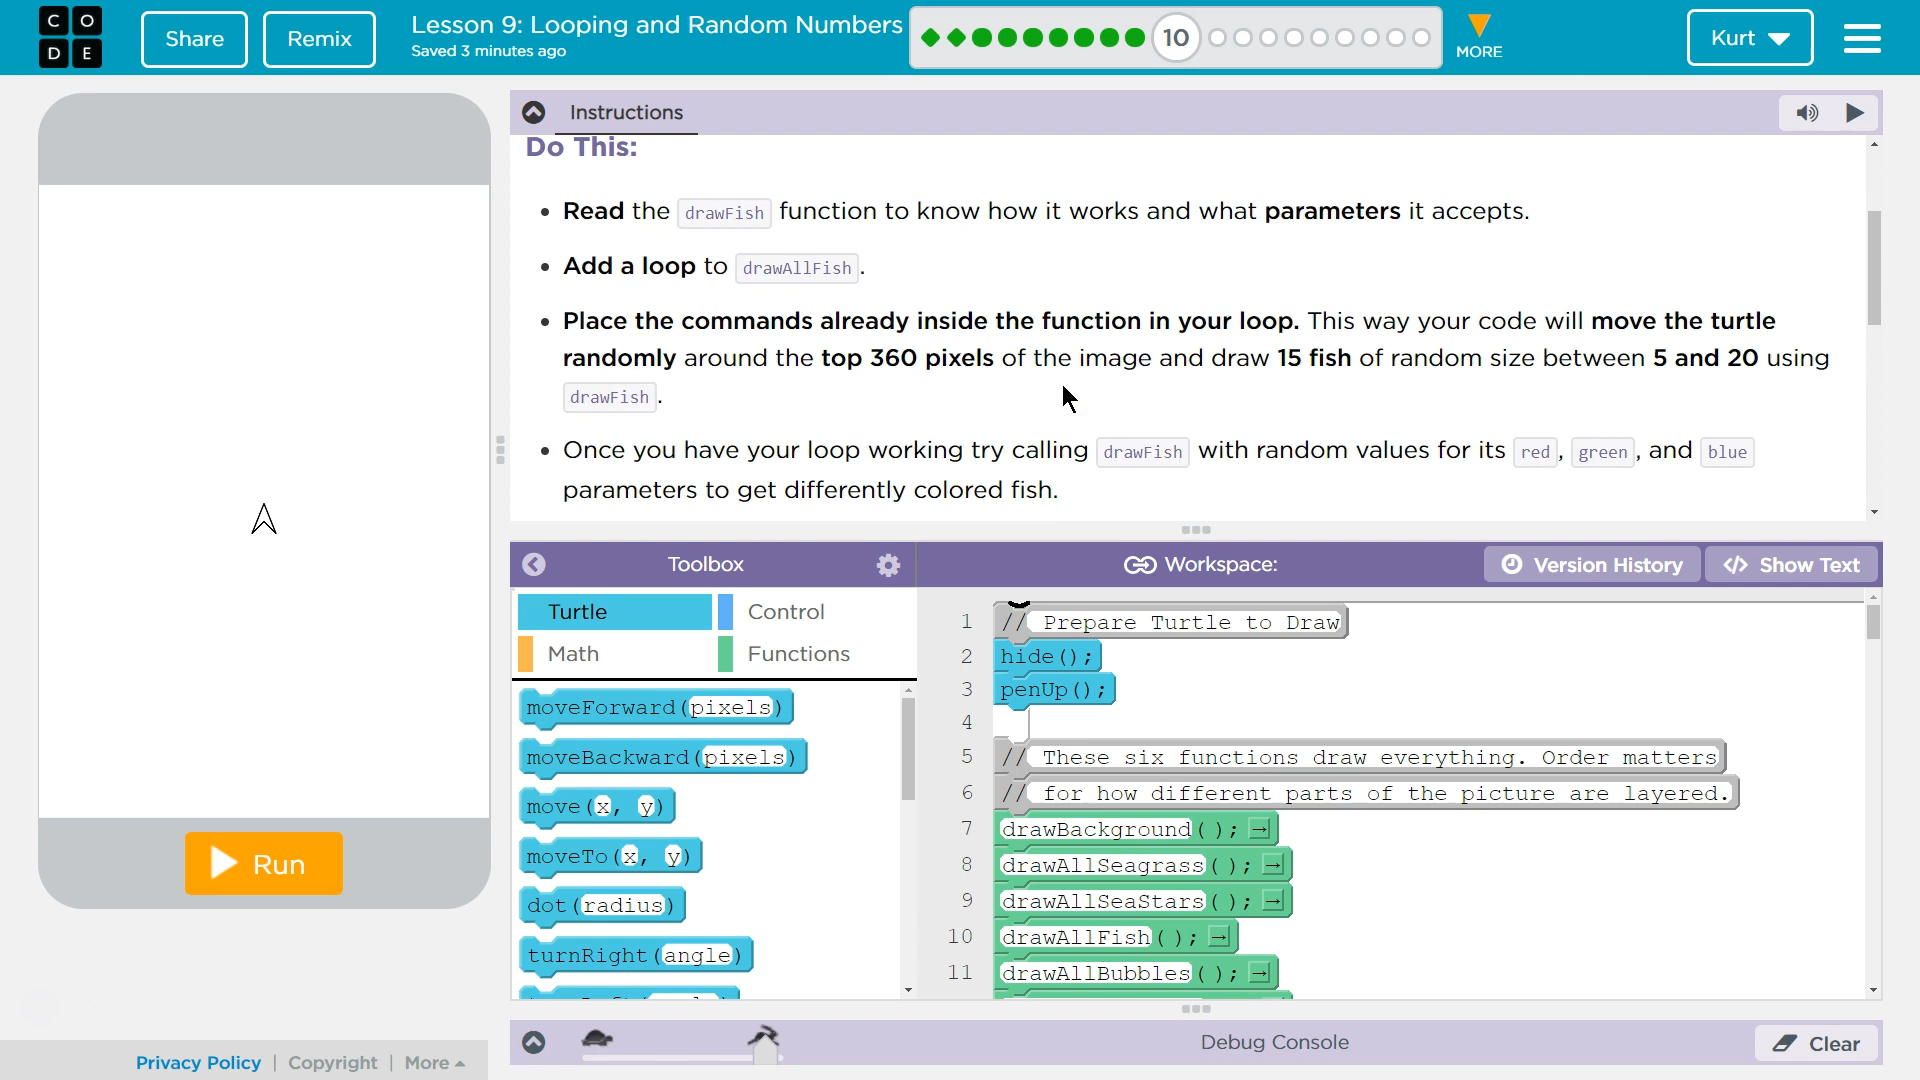 C O
D E
Share
Remix
Lesson 9: Looping and Random Numbers
Saved 3 minutes ago
10
MORE
Kurt
Instructions
Do This:
Read the drawFish function to know how it works and what parameters it accepts.
Add a loop to drawAllFish.
Place the commands already inside the function in your loop. This way your code will move the turtle
randomly around the top 360 pixels of the image and draw 15 fish of random size between 5 and 20 using
drawFish.
Once you have your loop working try calling drawFish with random values for its red, green, and blue
parameters to get differently colored fish.
Toolbox
Workspace:
Version History
</> Show Text
Turtle
Control
Math
Functions
moveForward(pixels)
moveBackward(pixels)
move(x, y)
moveTo(x, y)
dot(radius)
turnRight(angle)
1 // Prepare Turtle to Draw
2 hide();
3 penUp();
4
5 // These six functions draw everything. Order matters
6 // for how different parts of the picture are layered.
7 drawBackground();
8 drawAllSeagrass();
9 drawAllSeaStars();
10 drawAllFish();
11 drawAllBubbles();
Run
Debug Console
Clear
Privacy Policy | Copyright | More